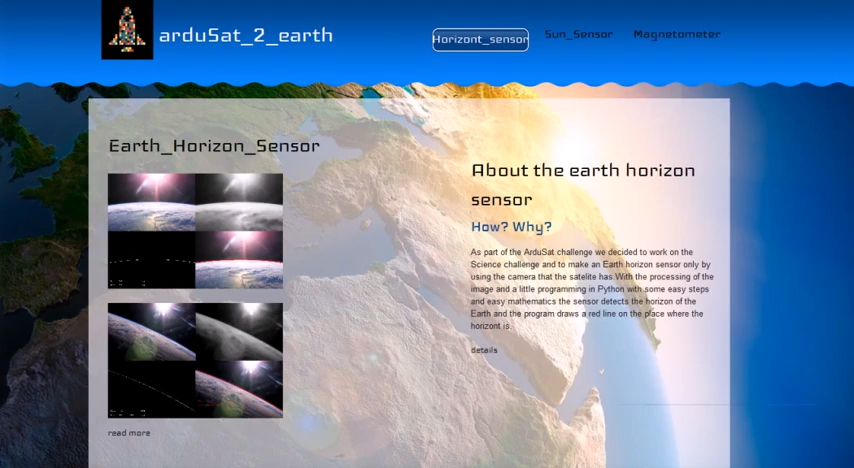 arduSat_2_earth
Horizont_sensor
Sun_Sensor
Magnetometer
Earth_Horizon_Sensor
read more
About the earth horizon
sensor
How? Why?
As part of the ArduSat challenge we decided to work on the
Science challenge and to make an Earth horizon sensor only by
using the camera that the satelite has.With the processing of the
image and a little programming in Python with some easy steps
and easy mathematics the sensor detects the horizon of the
Earth and the program draws a red line on the place where the
horizont is.
details